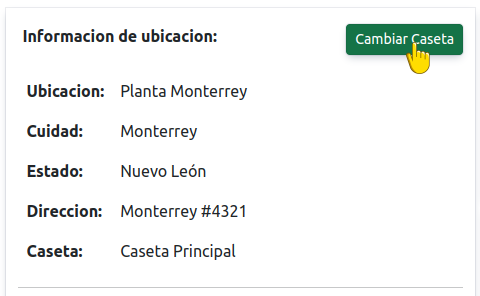 Informacion de ubicacion:
Cambiar Caseta
Ubicacion: Planta Monterrey
Cuidad: Monterrey
Estado: Nuevo León
Direccion: Monterrey #4321
Caseta: Caseta Principal